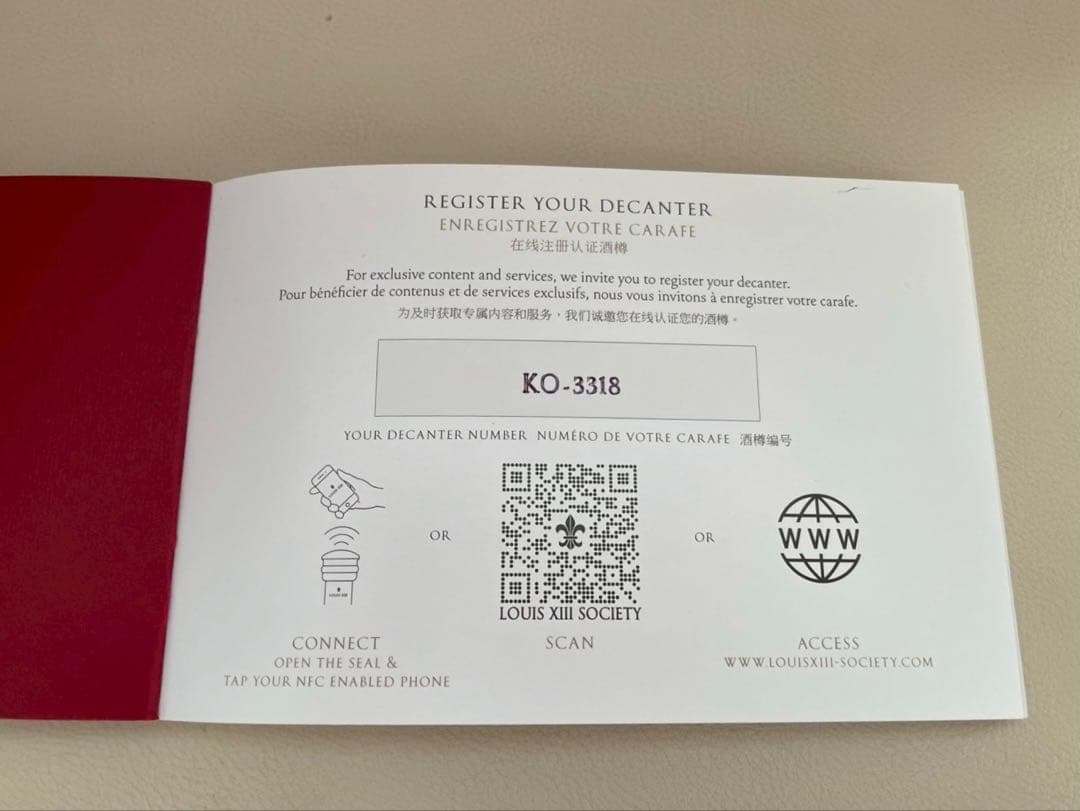 REGISTER YOUR DECANTER
ENREGISTREZ VOTRE CARAFE
在线注册认证酒樽
For exclusive content and services, we invite you to register your decanter.
Pour bénéficier de contenus et de services exclusifs, nous vous invitons à enregistrer votre carafe.
为及时获取专属内容和服务，我们诚邀您在线认证您的酒樽。
KO-3318
YOUR DECANTER NUMBER NUMÉRO DE VOTRE CARAFE 酒樽编号
OR
OR
WWW
LOUIS XIII SOCIETY
CONNECT
OPEN THE SEAL &
TAP YOUR NFC ENABLED PHONE
SCAN
ACCESS
WWW.LOUISXIII-SOCIETY.COM